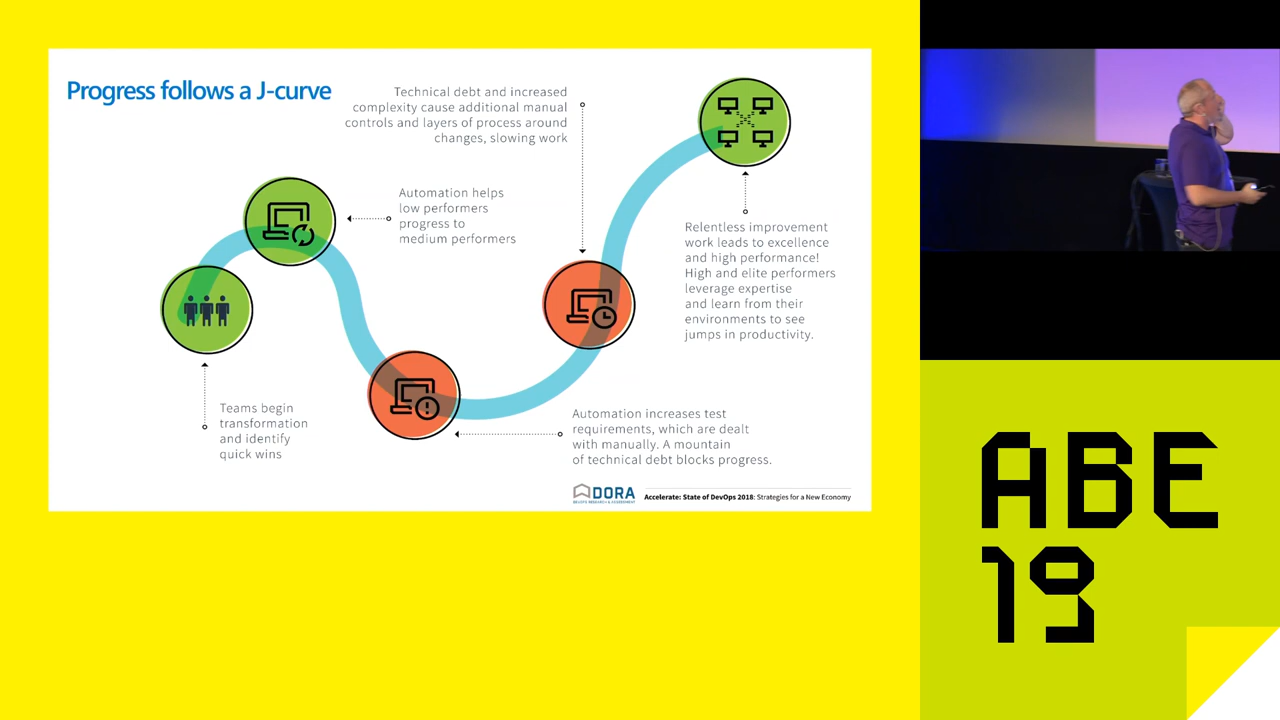 Progress follows a J-curve
Technical debt and increased
complexity cause additional manual
controls and layers of process around
changes, slowing work
Automation helps
low performers
progress to
medium performers
Relentless improvement
work leads to excellence
and high performance!
High and elite performers
leverage expertise
and learn from their
environments to see
jumps in productivity.
Teams begin
transformation
and identify
quick wins
Automation increases test
requirements, which are dealt
with manually. A mountain
of technical debt blocks progress.
DORA
DEVOPS RESEARCH & ASSESSMENT
Accelerate: State of DevOps 2018: Strategies for a New Economy
ABE
19